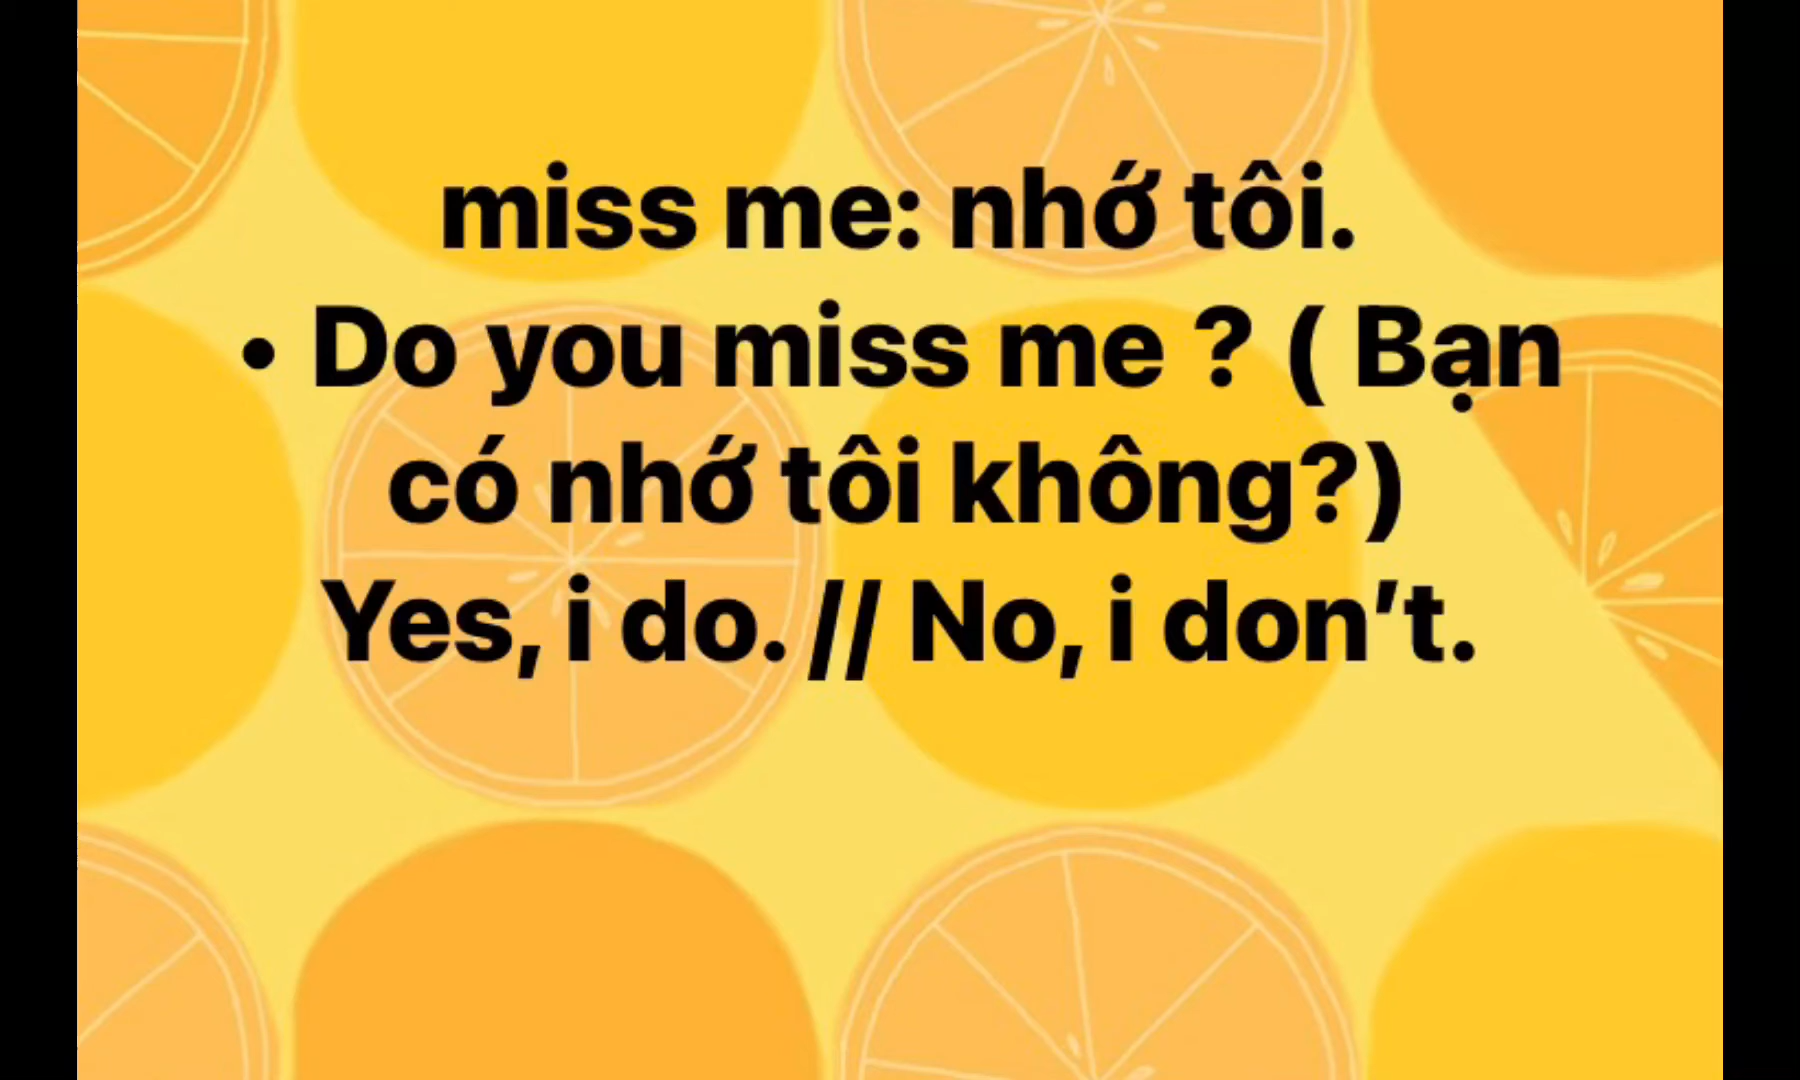 miss me: nhớ tôi.
• Do you miss me ? ( Bạn
có nhớ tôi không?)
Yes, i do. // No, i don’t.